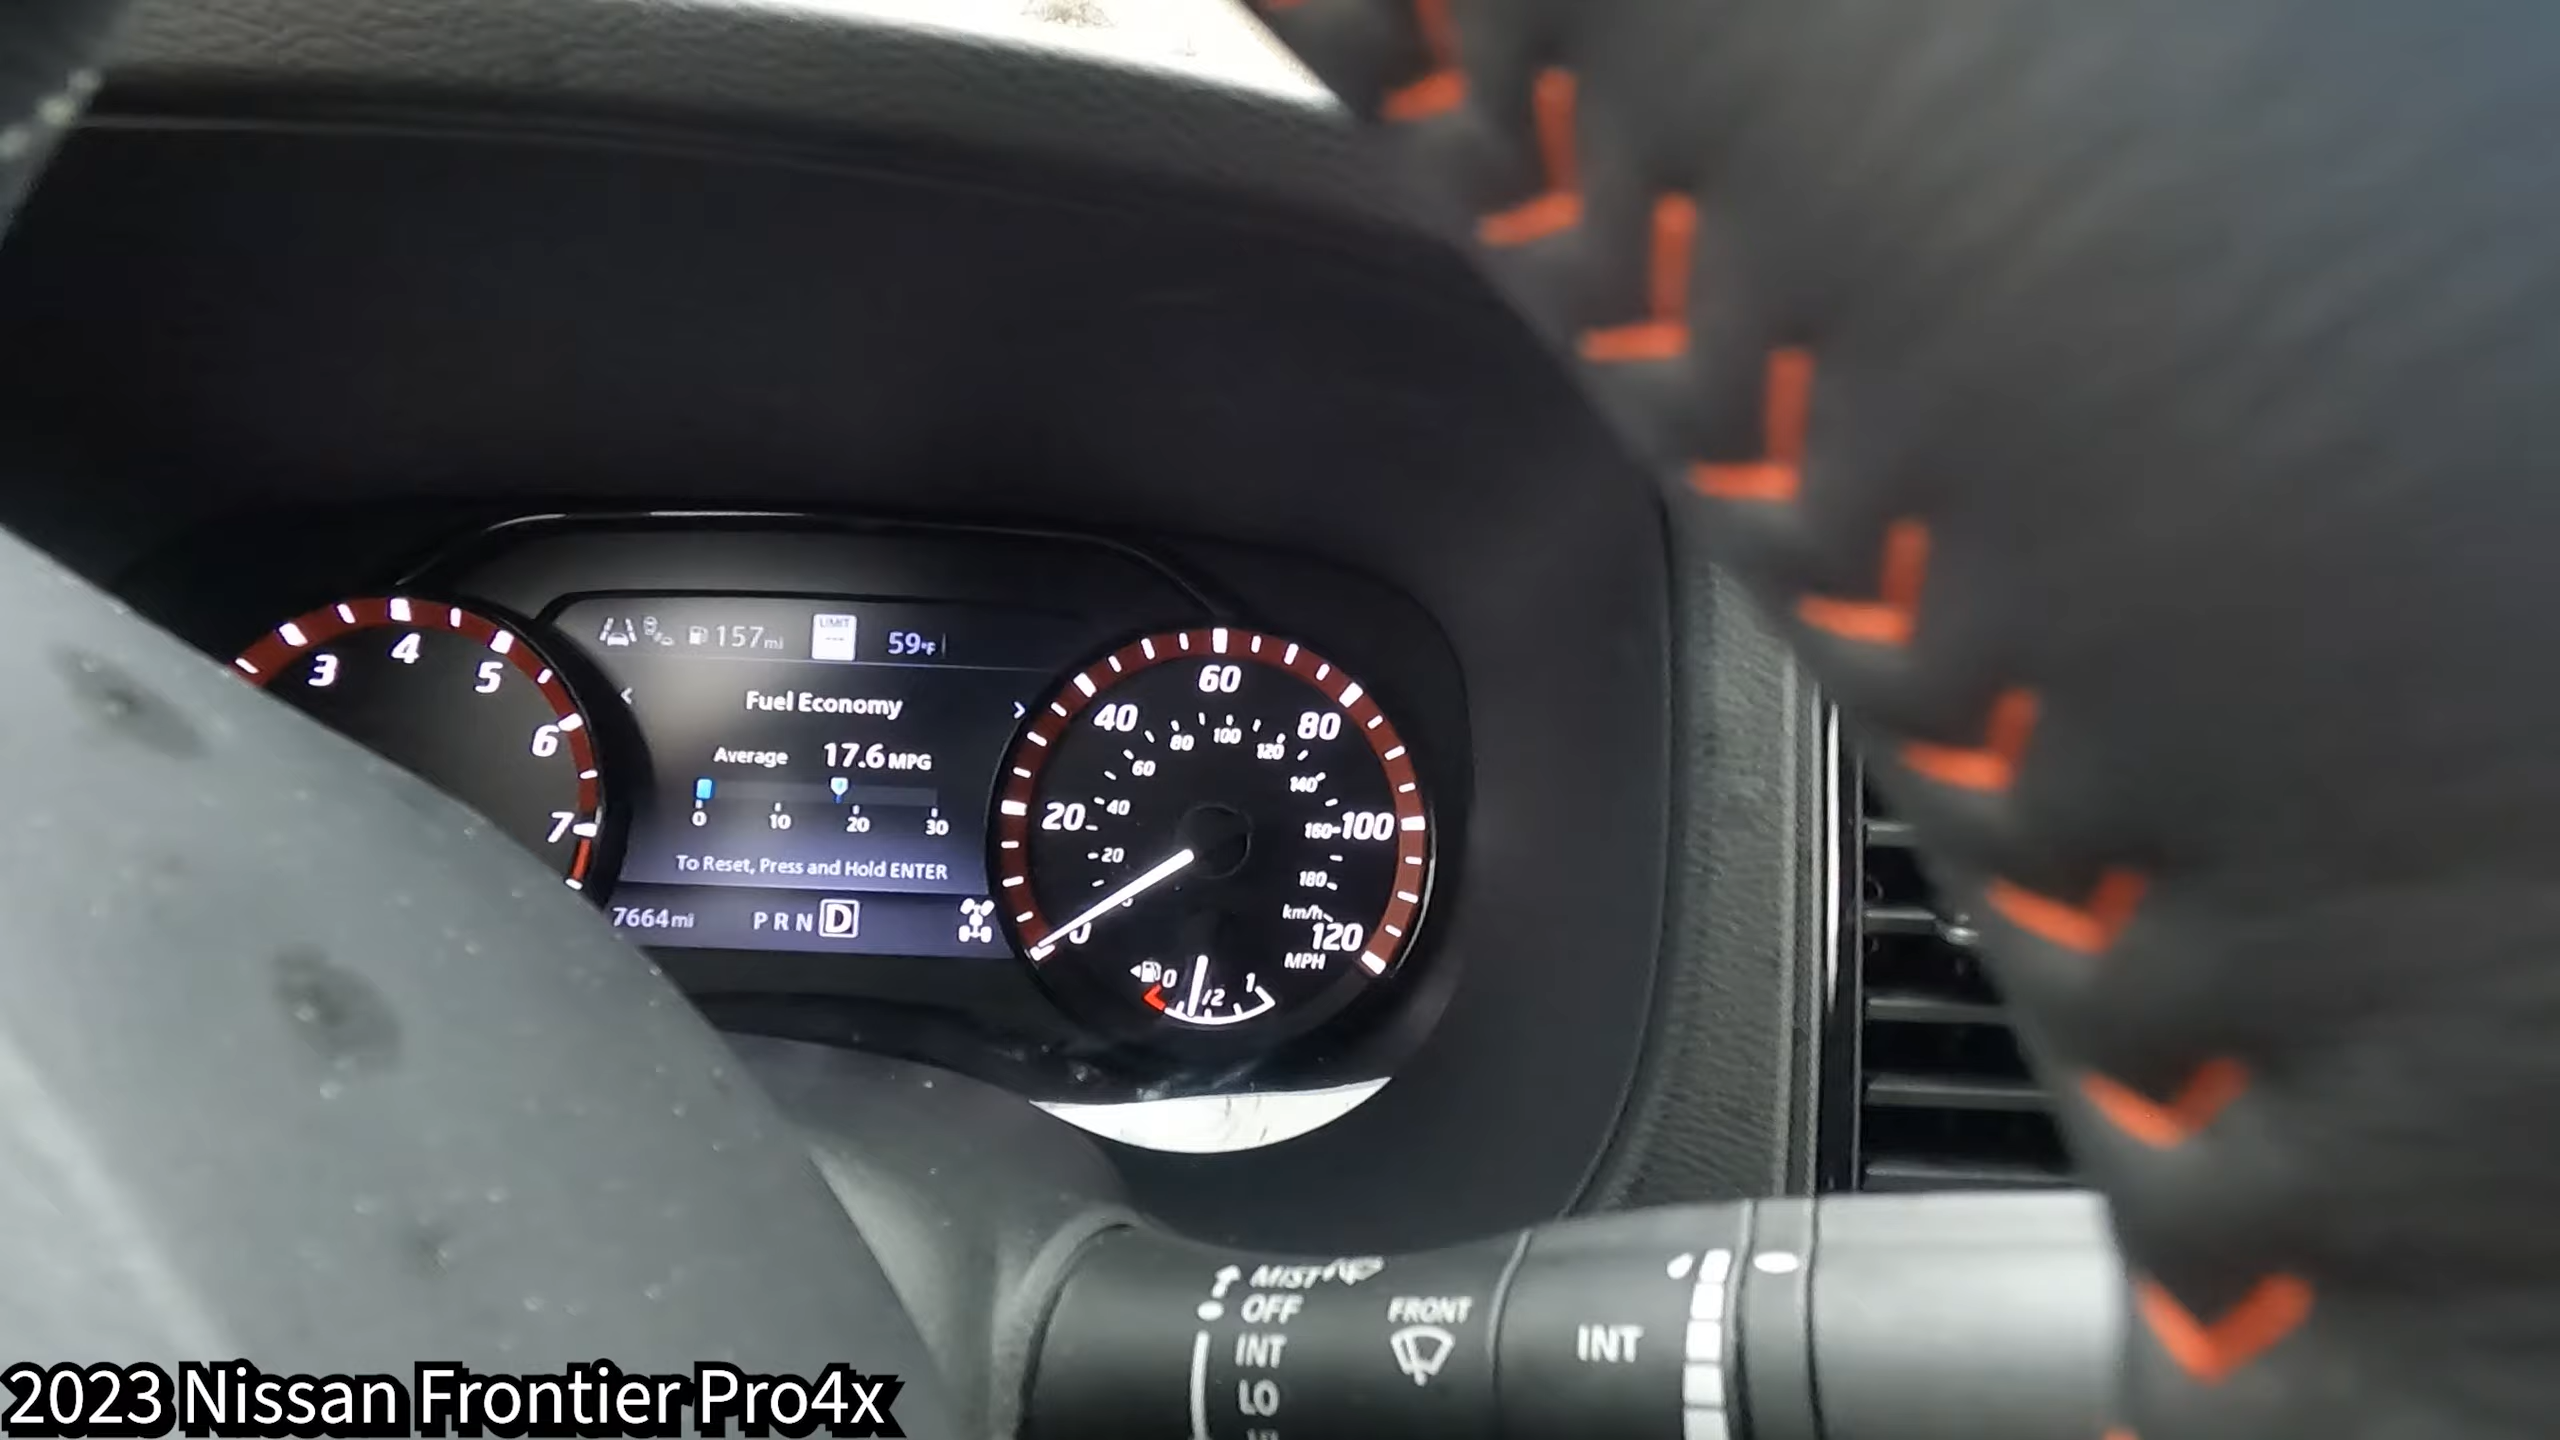 157mi
LIMIT
---
59°F
< Fuel Economy >
Average 17.6 MPG
0 10 20 30
To Reset, Press and Hold ENTER
7664mi P R N D
3 4 5 6 7
0 20 40 60 80 100 120
MPH
20 40 60 80 100 120 140 160 180
km/h
0 1/2 1
MIST
OFF
INT
LO
FRONT
INT
2023 Nissan Frontier Pro4x